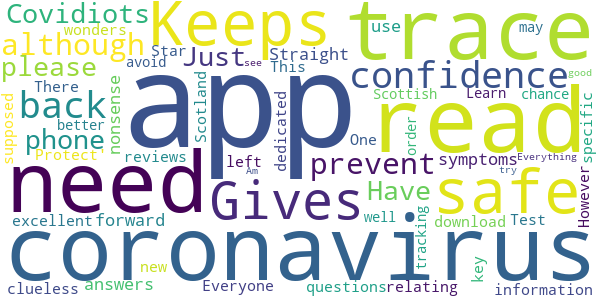 Covidiots wonders Keeps use may trace
although avoid Star Just Straight
please There This confidence Scottish Learn chance
supposed back nonsense Scotland app dedicated One order read specific
phone better
Protect reviews left see prevent symptoms Everything good
need Gives Have Am try safe However
excellent forward well tracking download Test
coronavirus key
clueless answers new Everyone questions relating information